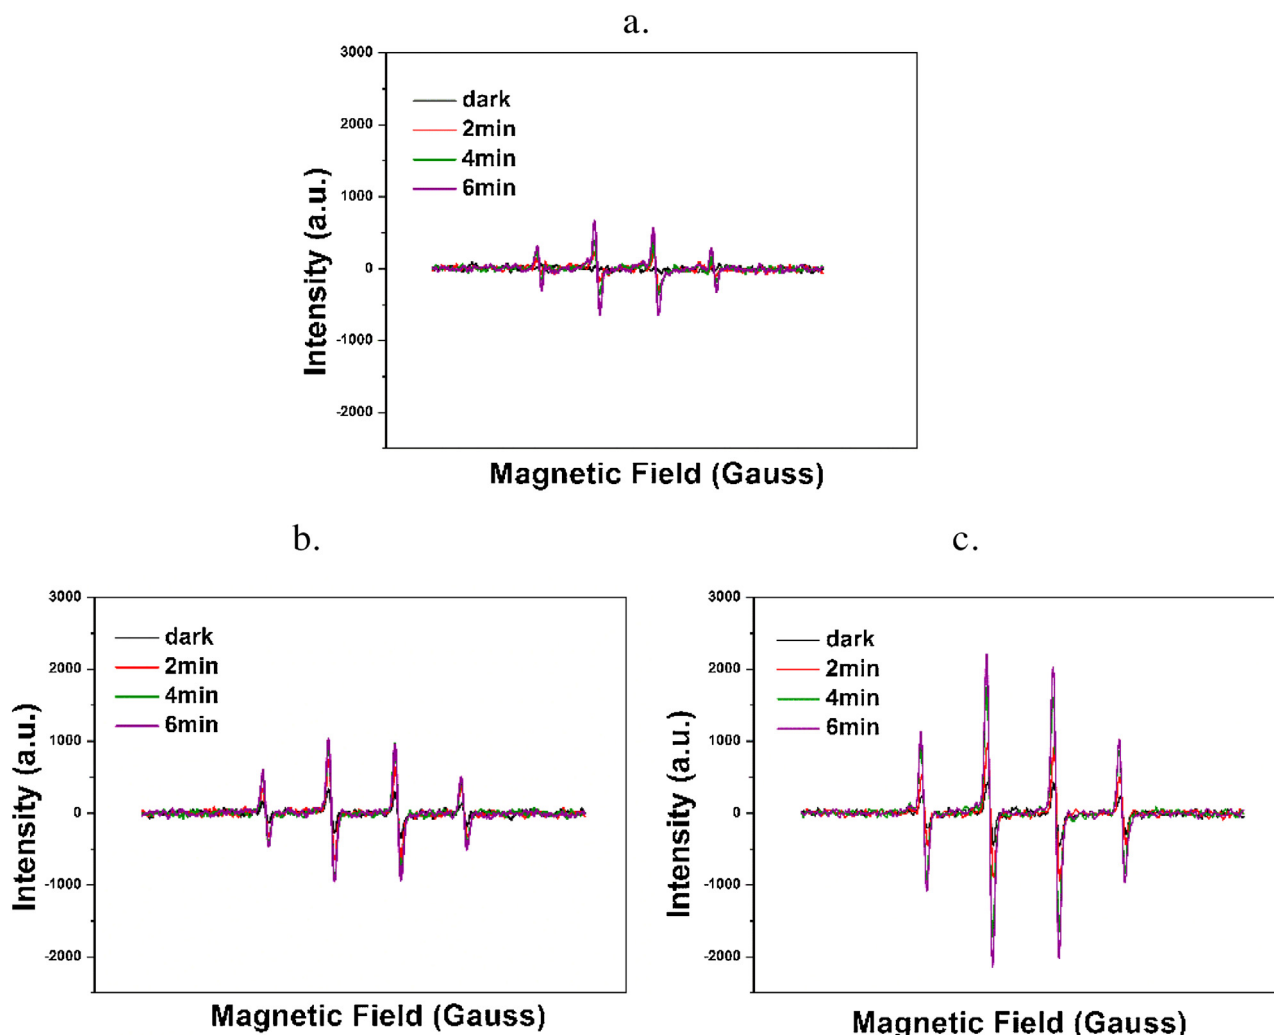 a.
3000
dark
2min
2000
4min
6min
1000
0
-1000
-2000
Intensity (a.u.)
Magnetic Field (Gauss)
b.
3000
dark
2min
2000
4min
6min
1000
0
-1000
-2000
Intensity (a.u.)
Magnetic Field (Gauss)
c.
3000
dark
2min
2000
4min
6min
1000
0
-1000
-2000
Intensity (a.u.)
Magnetic Field (Gauss)